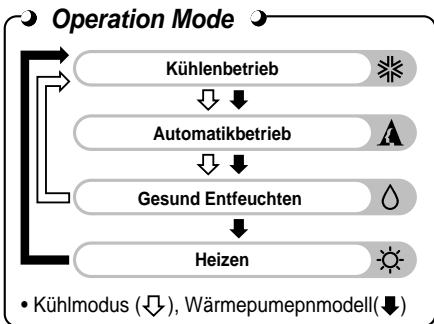 Operation Mode
Kühlenbetrieb
Automatikbetrieb
Gesund Entfeuchten
Heizen
• Kühlmodus (⇩), Wärmepumepnmodell(⬇)